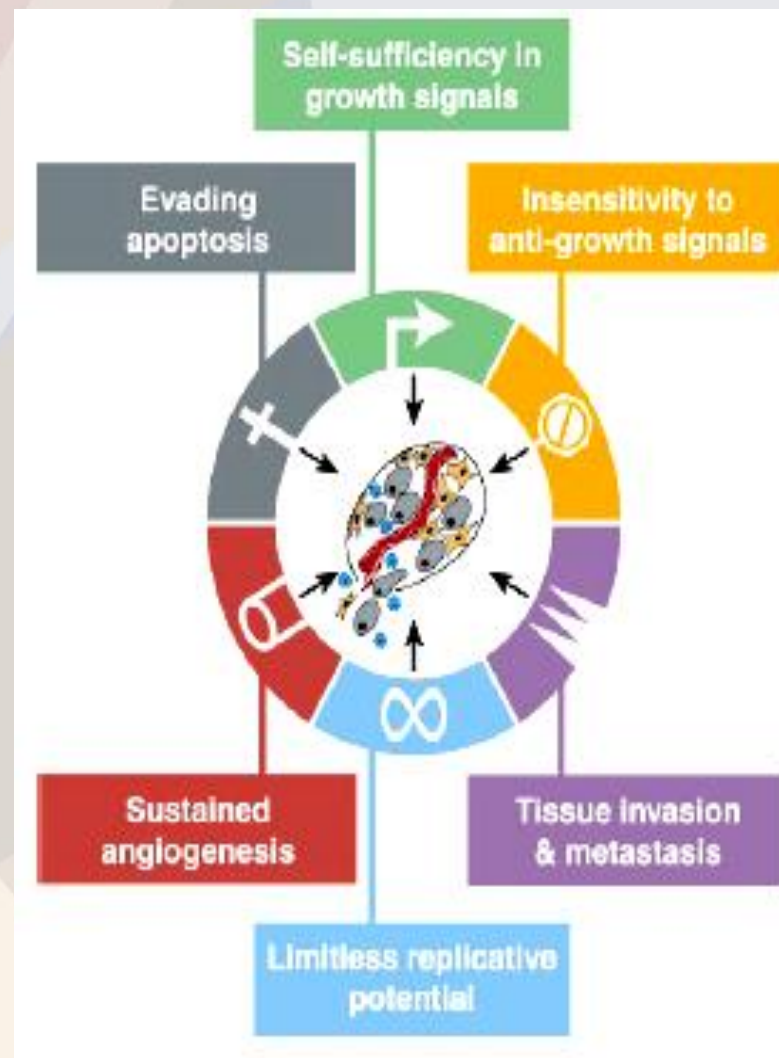 Self-sufficiency in
growth signals
Evading
apoptosis
Insensitivity to
anti-growth signals
Sustained
angiogenesis
Tissue invasion
& metastasis
Limitless replicative
potential